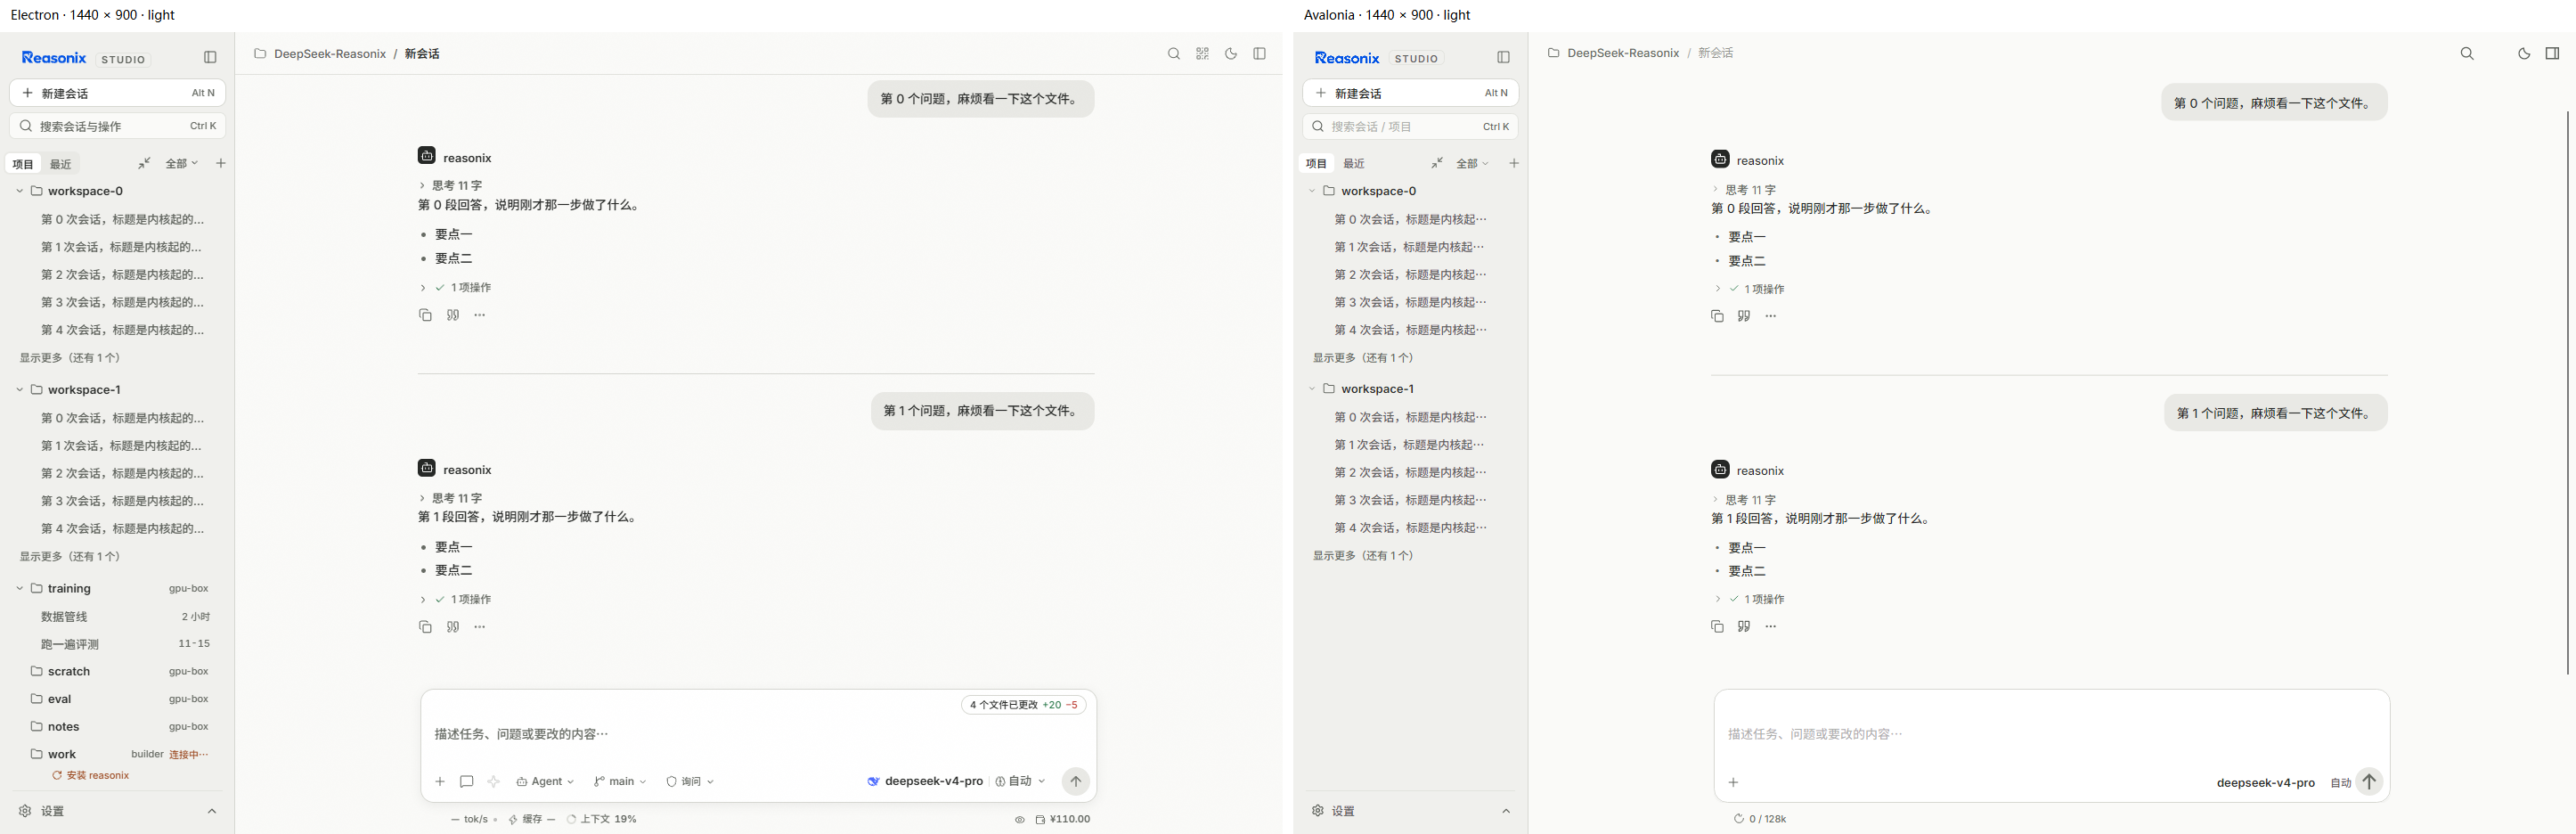 Electron · 1440 × 900 · light
Reasonix STUDIO
新建会话 Alt N
搜索会话与操作 Ctrl K
项目 最近 全部
workspace-0
第 0 次会话，标题是内核起的...
第 1 次会话，标题是内核起的...
第 2 次会话，标题是内核起的...
第 3 次会话，标题是内核起的...
第 4 次会话，标题是内核起的...
显示更多（还有 1 个）
workspace-1
第 0 次会话，标题是内核起的...
第 1 次会话，标题是内核起的...
第 2 次会话，标题是内核起的...
第 3 次会话，标题是内核起的...
第 4 次会话，标题是内核起的...
显示更多（还有 1 个）
training gpu-box
数据管线 2 小时
跑一遍评测 11-15
scratch gpu-box
eval gpu-box
notes gpu-box
work builder 连接中···
安装 reasonix
设置
DeepSeek-Reasonix / 新会话
第 0 个问题，麻烦看一下这个文件。
reasonix
思考 11 字
第 0 段回答，说明刚才那一步做了什么。
• 要点一
• 要点二
1 项操作
第 1 个问题，麻烦看一下这个文件。
reasonix
思考 11 字
第 1 段回答，说明刚才那一步做了什么。
• 要点一
• 要点二
1 项操作
4 个文件已更改 +20 −5
描述任务、问题或要改的内容···
Agent main 询问 deepseek-v4-pro 自动
— tok/s 缓存 — 上下文 19% ¥110.00
Avalonia · 1440 × 900 · light
Reasonix STUDIO
新建会话 Alt N
搜索会话 / 项目 Ctrl K
项目 最近 全部
workspace-0
第 0 次会话，标题是内核起···
第 1 次会话，标题是内核起···
第 2 次会话，标题是内核起···
第 3 次会话，标题是内核起···
第 4 次会话，标题是内核起···
显示更多（还有 1 个）
workspace-1
第 0 次会话，标题是内核起···
第 1 次会话，标题是内核起···
第 2 次会话，标题是内核起···
第 3 次会话，标题是内核起···
第 4 次会话，标题是内核起···
显示更多（还有 1 个）
设置
DeepSeek-Reasonix / 新会话
第 0 个问题，麻烦看一下这个文件。
reasonix
思考 11 字
第 0 段回答，说明刚才那一步做了什么。
• 要点一
• 要点二
1 项操作
第 1 个问题，麻烦看一下这个文件。
reasonix
思考 11 字
第 1 段回答，说明刚才那一步做了什么。
• 要点一
• 要点二
1 项操作
描述任务、问题或要改的内容···
deepseek-v4-pro 自动
0 / 128k